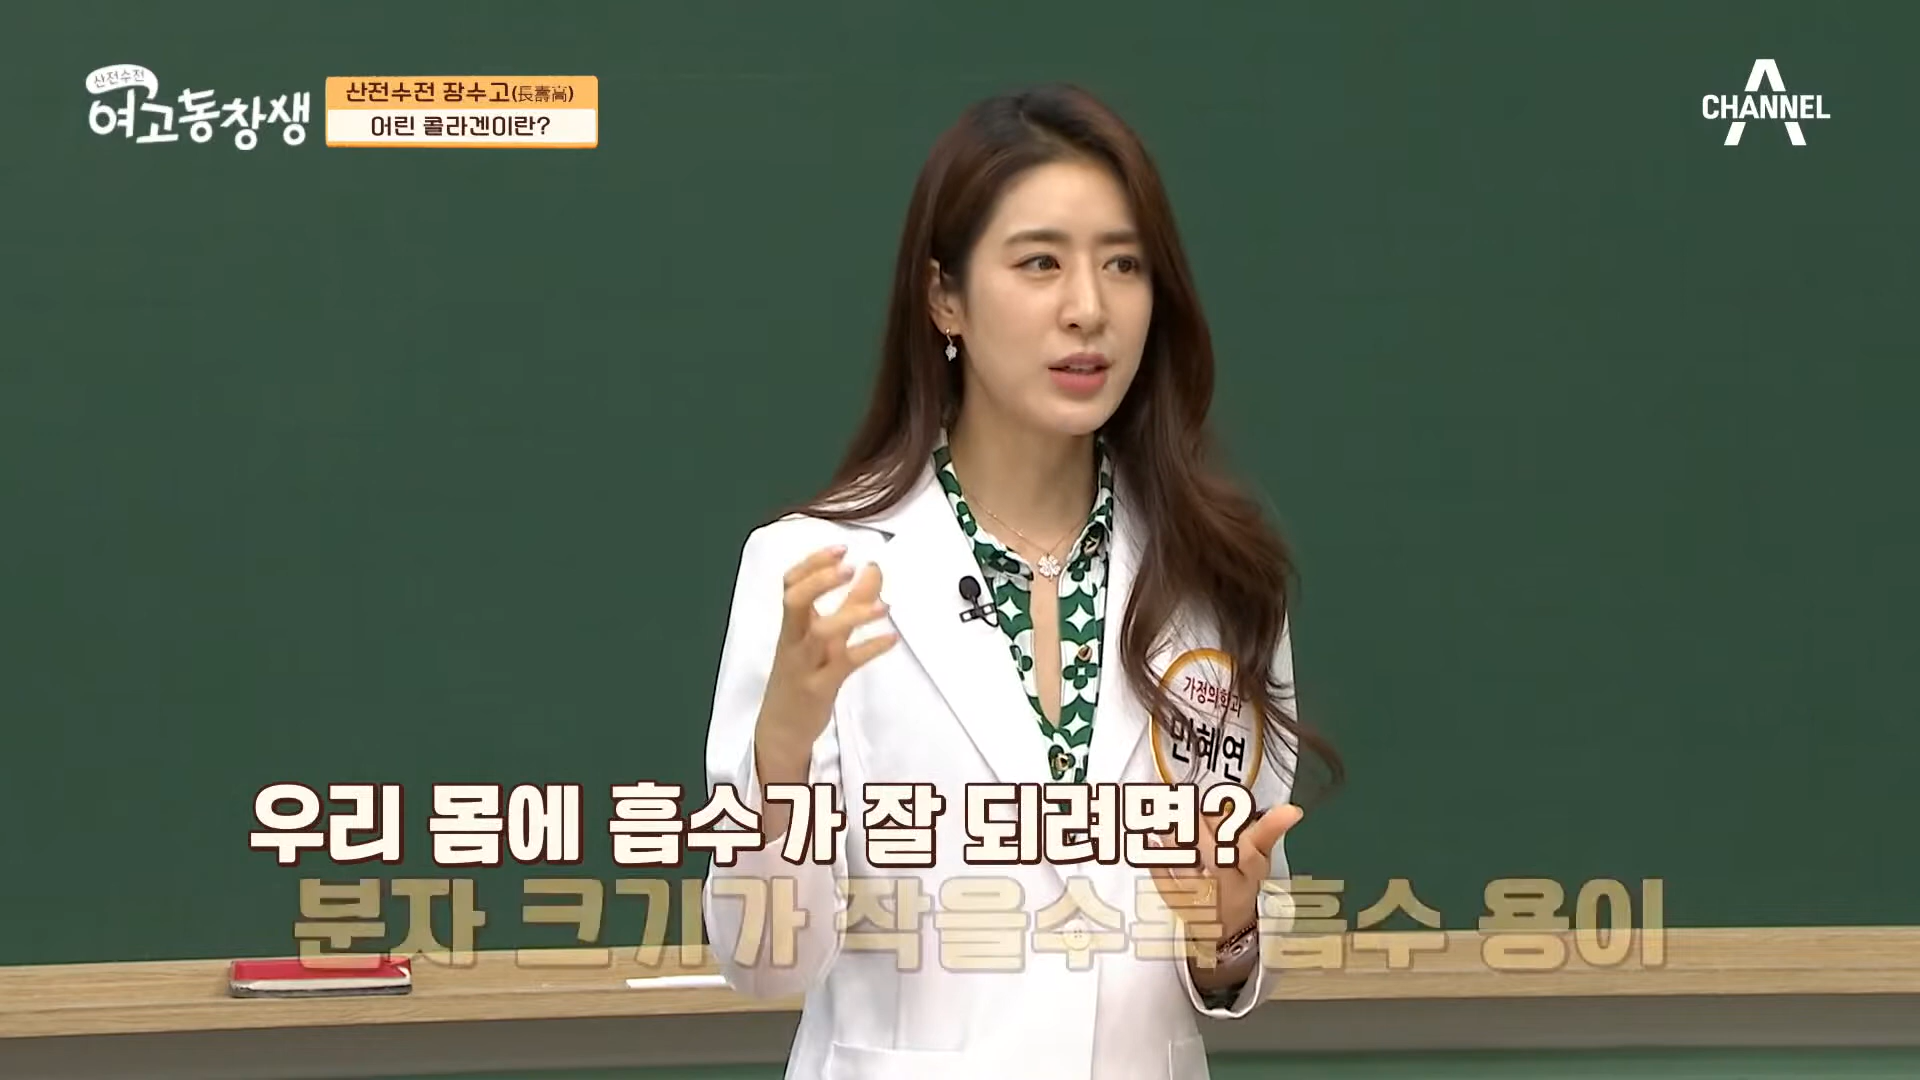 산전수전
여고동창생
산전수전 장수고(長壽高)
어린 콜라겐이란?
CHANNEL A
가정의학과
민혜연
우리 몸에 흡수가 잘 되려면?
분자 크기가 작을수록 흡수 용이